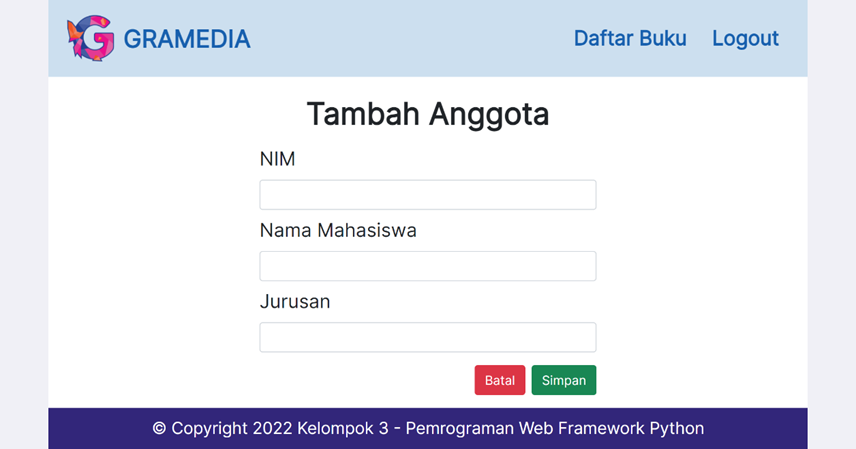 GRAMEDIA
Daftar Buku Logout
Tambah Anggota
NIM
Nama Mahasiswa
Jurusan
Batal Simpan
© Copyright 2022 Kelompok 3 - Pemrograman Web Framework Python